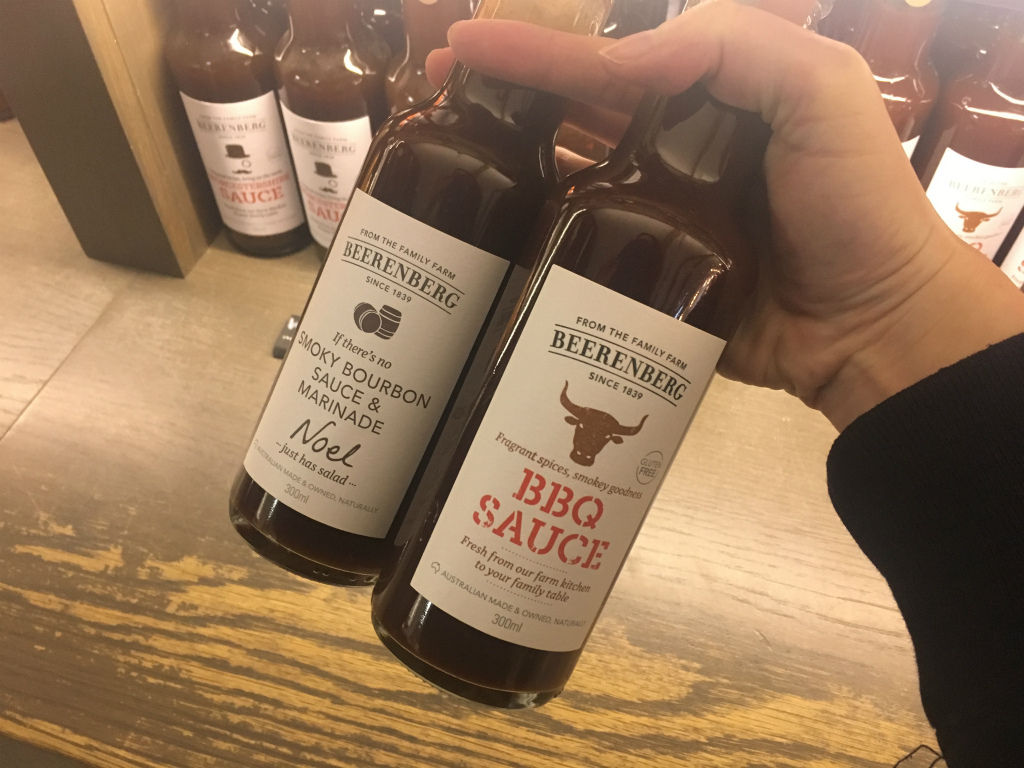 BEERENBERG
SAUCE
BEERENBERG
FROM THE FAMILY FARM
BEERENBERG
SINCE 1839
If there's no
SMOKY BOURBON
SAUCE &
MARINADE
Noel
...just has salad...
AUSTRALIAN MADE & OWNED, NATURALLY
300ml
FROM THE FAMILY FARM
BEERENBERG
SINCE 1839
GLUTEN
FREE
Fragrant spices, smokey goodness
BBQ
SAUCE
Fresh from our farm kitchen
to your family table
AUSTRALIAN MADE & OWNED, NATURALLY
300ml
BEERENBERG